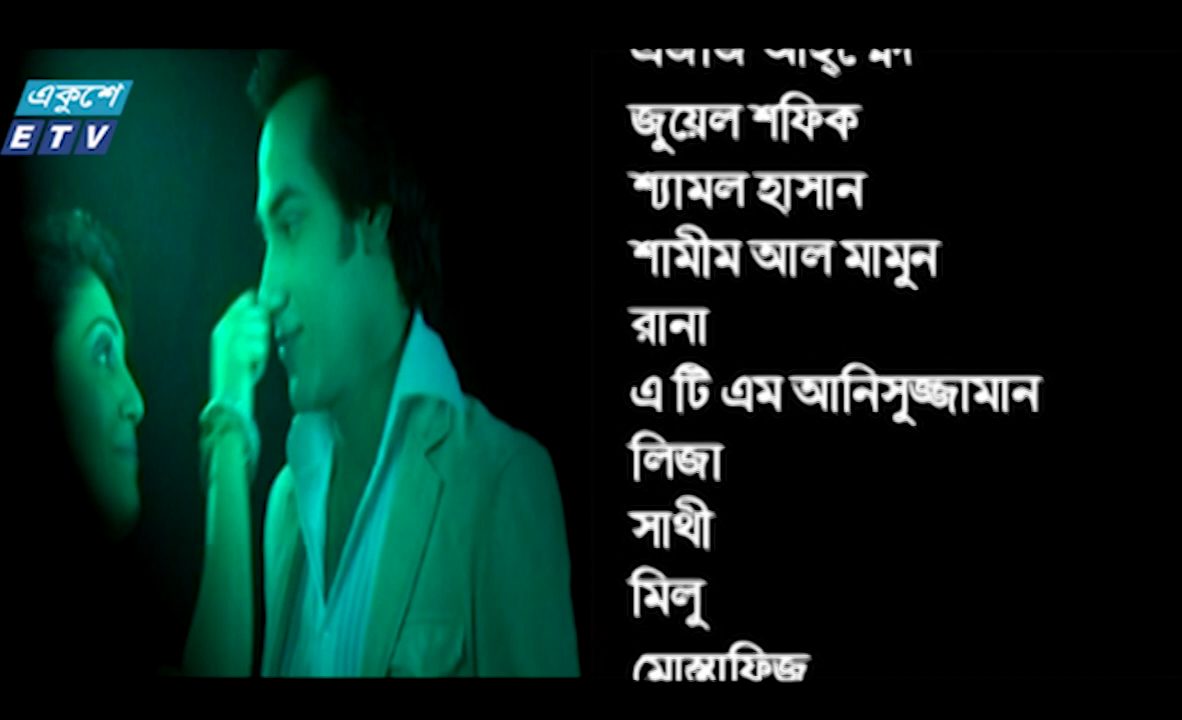 একুশে
ETV
জুয়েল শফিক
শ্যামল হাসান
শামীম আল মামুন
রানা
এ টি এম আনিসুজ্জামান
লিজা
সাথী
মিলু
মোস্তাফিজ